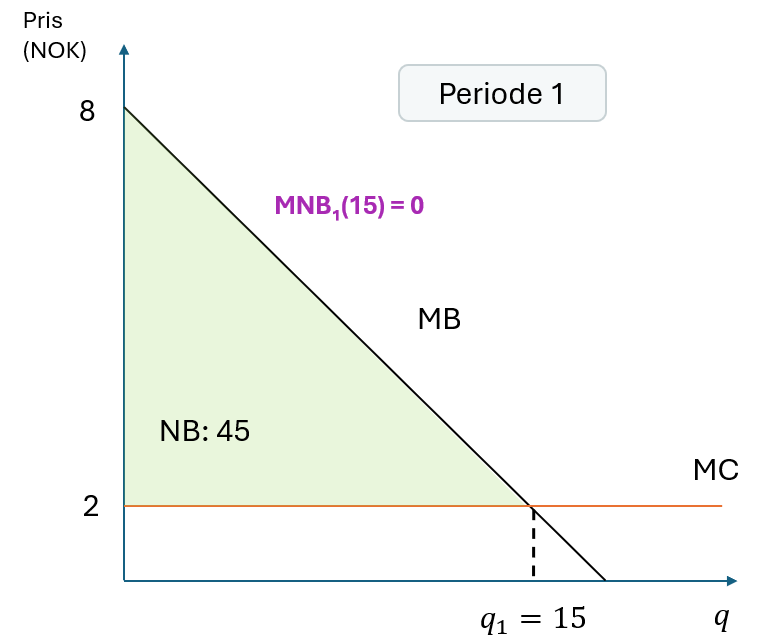 Pris
(NOK)
Periode 1
8
MNB₁(15) = 0
MB
NB: 45
MC
2
q₁ = 15
q